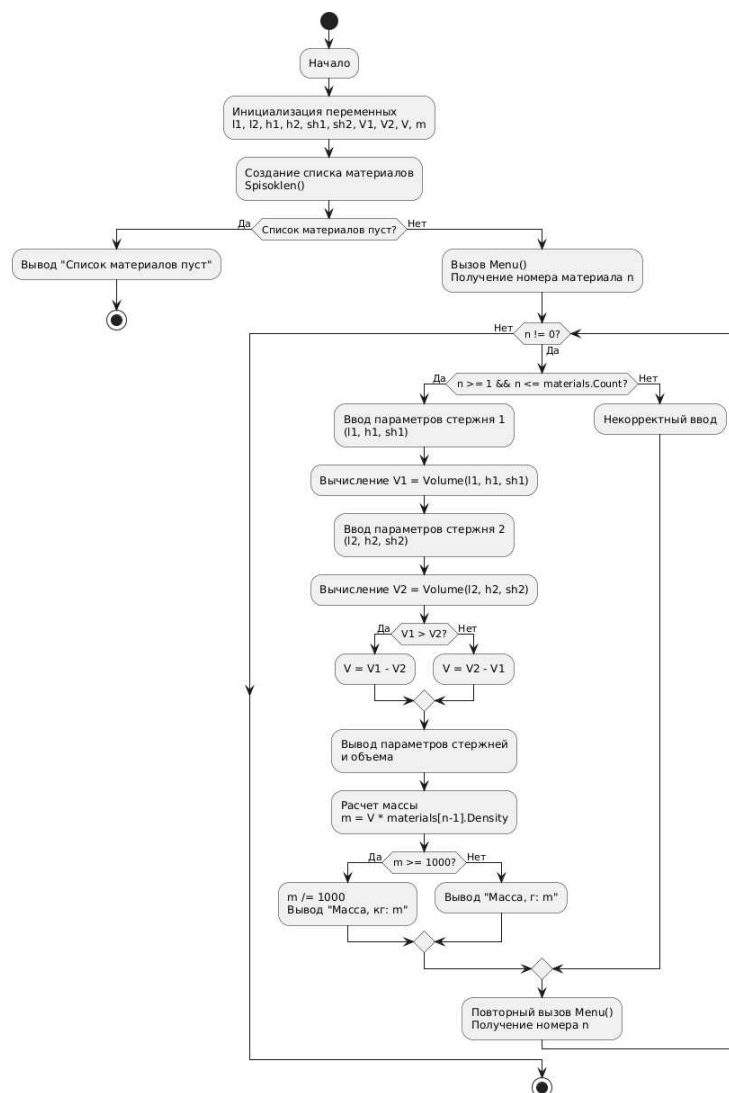 Начало
Инициализация переменных
l1, l2, h1, h2, sh1, sh2, V1, V2, V, m
Создание списка материалов
Spisoklen()
Да
Список материалов пуст?
Нет
Вывод "Список материалов пуст"
Вызов Menu()
Получение номера материала n
Нет
n != 0?
Да
Да
n >= 1 && n <= materials.Count?
Нет
Ввод параметров стержня 1
(l1, h1, sh1)
Некорректный ввод
Вычисление V1 = Volume(l1, h1, sh1)
Ввод параметров стержня 2
(l2, h2, sh2)
Вычисление V2 = Volume(l2, h2, sh2)
Да
V1 > V2?
Нет
V = V1 - V2
V = V2 - V1
Вывод параметров стержней
и объема
Расчет массы
m = V * materials[n-1].Density
Да
m >= 1000?
Нет
m /= 1000
Вывод "Масса, кг: m"
Вывод "Масса, г: m"
Повторный вызов Menu()
Получение номера n